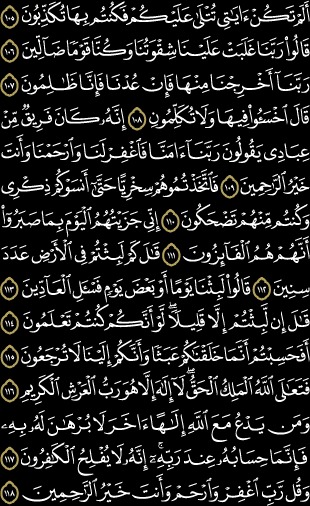 أَلَمْ تَكُنْ ءَايَٰتِى تُتْلَىٰ عَلَيْكُمْ فَكُنتُم بِهَا تُكَذِّبُونَ ١٠٥
قَالُوا۟ رَبَّنَا غَلَبَتْ عَلَيْنَا شِقْوَتُنَا وَكُنَّا قَوْمًا ضَآلِّينَ ١٠٦
رَبَّنَآ أَخْرِجْنَا مِنْهَا فَإِنْ عُدْنَا فَإِنَّا ظَٰلِمُونَ ١٠٧
قَالَ ٱخْسَـُٔوا۟ فِيهَا وَلَا تُكَلِّمُونِ ١٠٨ إِنَّهُۥ كَانَ فَرِيقٌ مِّنْ
عِبَادِى يَقُولُونَ رَبَّنَآ ءَامَنَّا فَٱغْفِرْ لَنَا وَٱرْحَمْنَا وَأَنتَ
خَيْرُ ٱلرَّٰحِمِينَ ١٠٩ فَٱتَّخَذْتُمُوهُمْ سِخْرِيًّا حَتَّىٰٓ أَنسَوْكُمْ ذِكْرِى
وَكُنتُم مِّنْهُمْ تَضْحَكُونَ ١١٠ إِنِّى جَزَيْتُهُمُ ٱلْيَوْمَ بِمَا صَبَرُوٓا۟
أَنَّهُمْ هُمُ ٱلْفَآئِزُونَ ١١١ قَٰلَ كَمْ لَبِثْتُمْ فِى ٱلْأَرْضِ عَدَدَ
سِنِينَ ١١٢ قَالُوا۟ لَبِثْنَا يَوْمًا أَوْ بَعْضَ يَوْمٍ فَسْـَٔلِ ٱلْعَآدِّينَ ١١٣
قَٰلَ إِن لَّبِثْتُمْ إِلَّا قَلِيلًا ۖ لَّوْ أَنَّكُمْ كُنتُمْ تَعْلَمُونَ ١١٤
أَفَحَسِبْتُمْ أَنَّمَا خَلَقْنَٰكُمْ عَبَثًا وَأَنَّكُمْ إِلَيْنَا لَا تُرْجَعُونَ ١١٥
فَتَعَٰلَى ٱللَّهُ ٱلْمَلِكُ ٱلْحَقُّ ۖ لَآ إِلَٰهَ إِلَّا هُوَ رَبُّ ٱلْعَرْشِ ٱلْكَرِيمِ ١١٦
وَمَن يَدْعُ مَعَ ٱللَّهِ إِلَٰهًا ءَاخَرَ لَا بُرْهَٰنَ لَهُۥ بِهِۦ
فَإِنَّمَا حِسَابُهُۥ عِندَ رَبِّهِۦٓ ۚ إِنَّهُۥ لَا يُفْلِحُ ٱلْكَٰفِرُونَ ١١٧
وَقُل رَّبِّ ٱغْفِرْ وَٱرْحَمْ وَأَنتَ خَيْرُ ٱلرَّٰحِمِينَ ١١٨